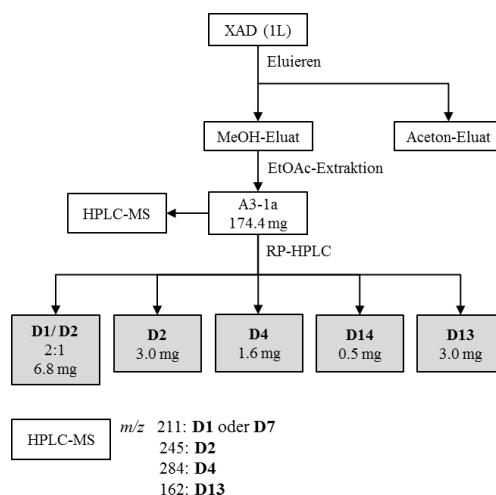 XAD (1L)
Eluieren
MeOH-Eluat
Aceton-Eluat
EtOAc-Extraktion
HPLC-MS
A3-1a
174.4 mg
RP-HPLC
D1/ D2
2:1
6.8 mg
D2
3.0 mg
D4
1.6 mg
D14
0.5 mg
D13
3.0 mg
HPLC-MS
m/z 211: D1 oder D7
245: D2
284: D4
162: D13